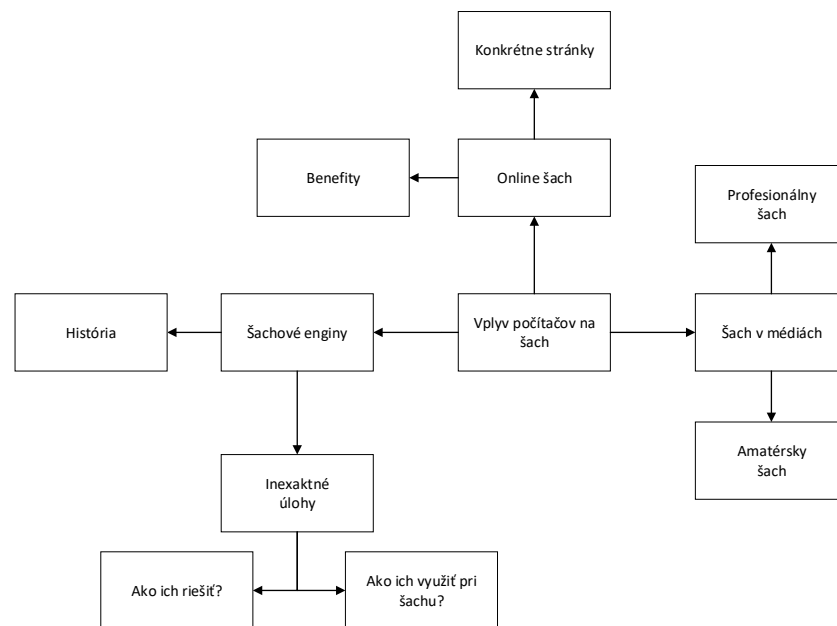 Konkrétne stránky
Benefity
Online šach
Profesionálny
šach
História
Šachové enginy
Vplyv počítačov na
šach
Šach v médiách
Amatérsky
šach
Inexaktné
úlohy
Ako ich riešiť?
Ako ich využiť pri
šachu?